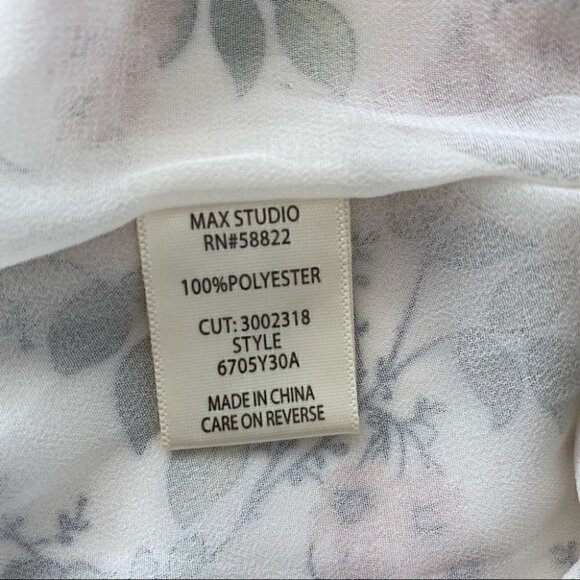 MAX STUDIO
RN#58822
100%POLYESTER
CUT: 3002318
STYLE
6705Y30A
MADE IN CHINA
CARE ON REVERSE